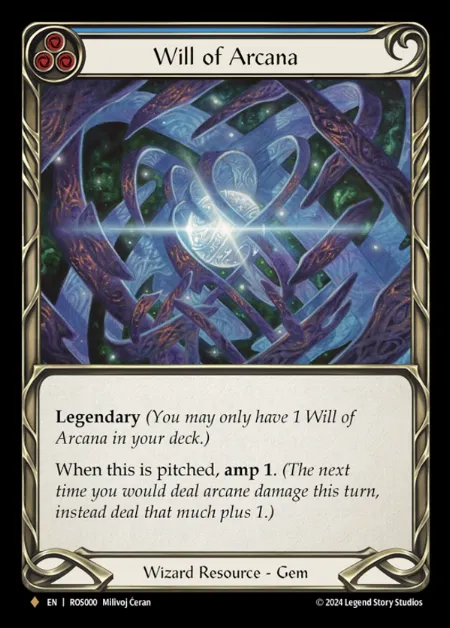 Will of Arcana
Legendary (You may only have 1 Will of
Arcana in your deck.)
When this is pitched, amp 1. (The next
time you would deal arcane damage this turn,
instead deal that much plus 1.)
Wizard Resource - Gem
EN | ROS000 Milivoj Ćeran © 2024 Legend Story Studios